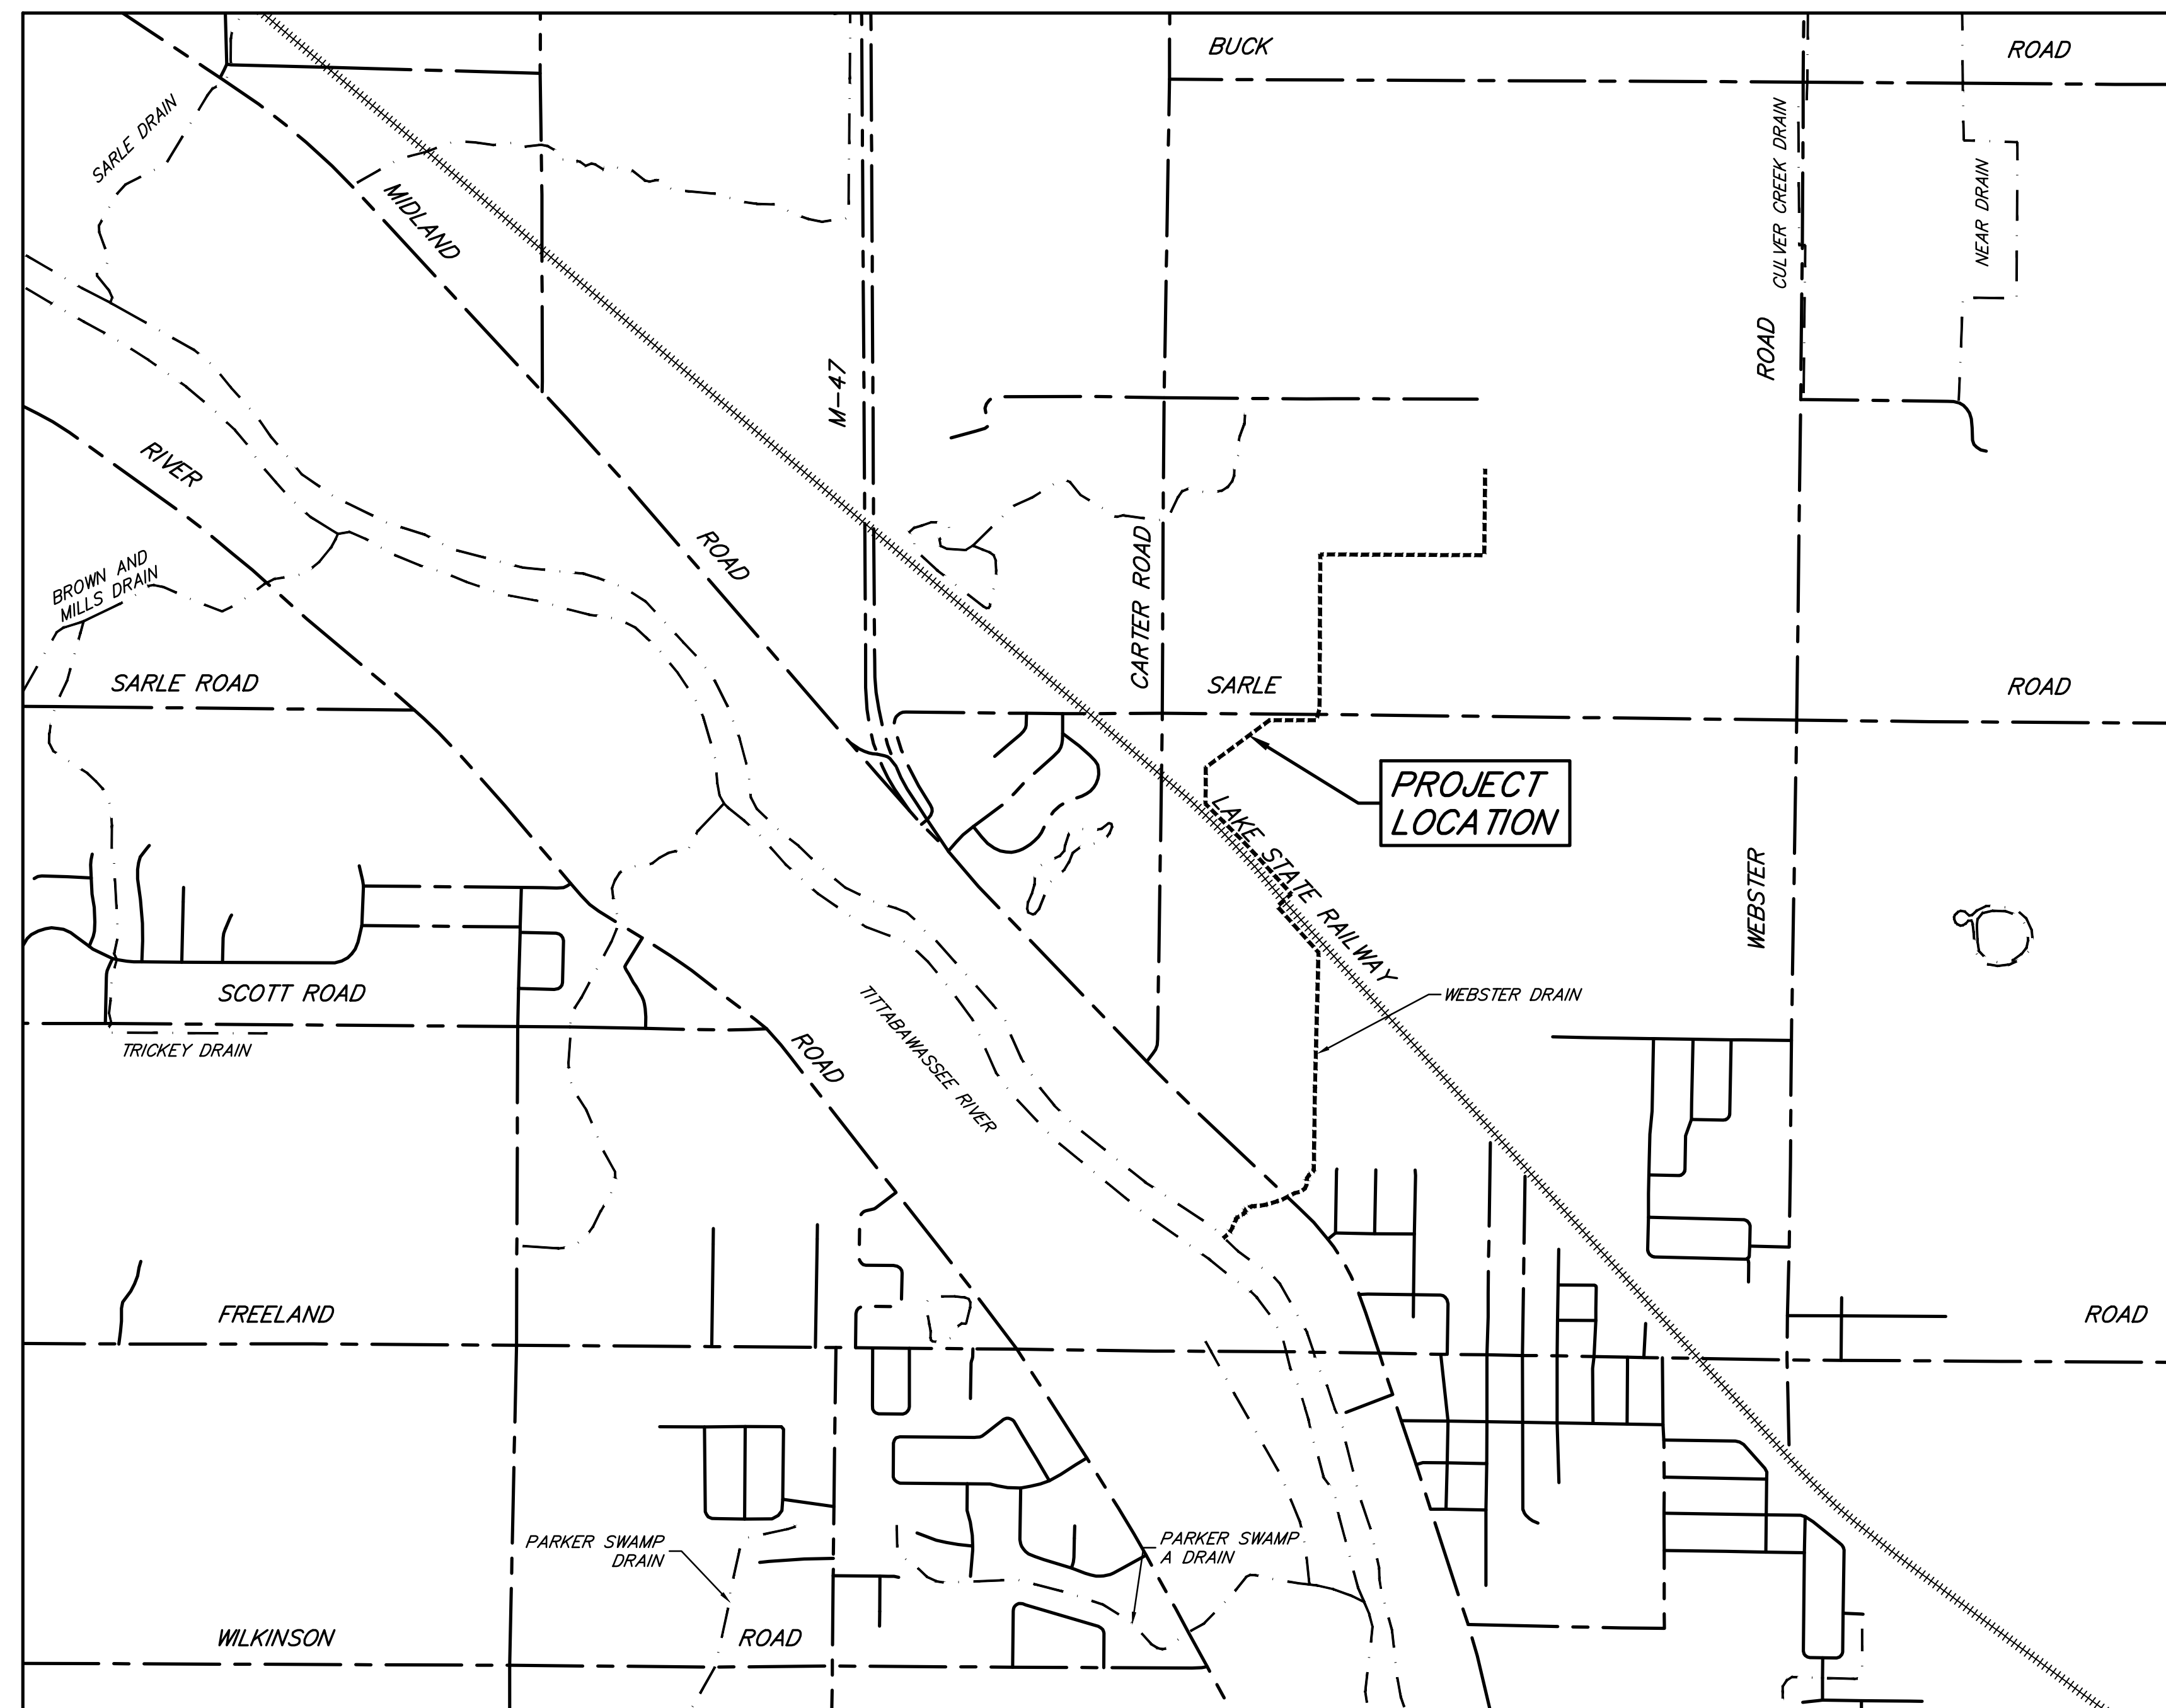 BUCK ROAD
SARLE DRAIN
MIDLAND
ROAD
CULVER CREEK DRAIN
NEAR DRAIN
ROAD
M-47
RIVER
ROAD
BROWN AND
MILLS DRAIN
CARTER ROAD
SARLE ROAD
SARLE ROAD
PROJECT
LOCATION
LAKE STATE RAILWAY
WEBSTER
SCOTT ROAD
WEBSTER DRAIN
TRICKEY DRAIN
ROAD
TITTABAWASSEE RIVER
FREELAND ROAD
PARKER SWAMP
DRAIN
PARKER SWAMP
A DRAIN
WILKINSON ROAD